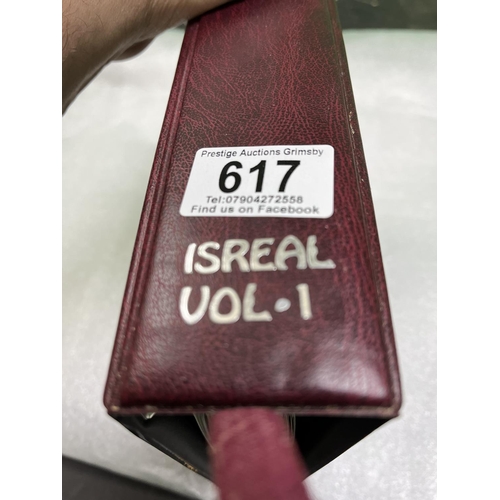 Prestige Auctions Grimsby
617
Tel:07904272558
Find us on Facebook
ISREAL
VOL·1